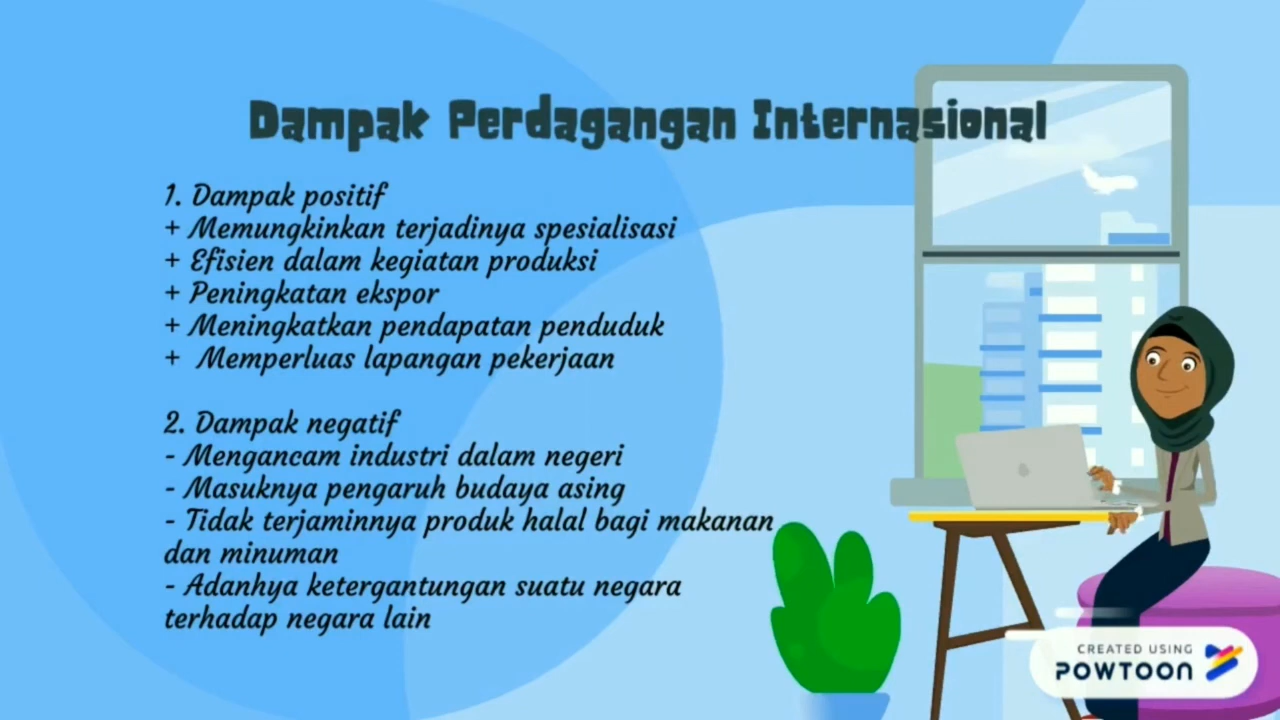 Dampak Perdagangan Internasional
1. Dampak positif
+ Memungkinkan terjadinya spesialisasi
+ Efisien dalam kegiatan produksi
+ Peningkatan ekspor
+ Meningkatkan pendapatan penduduk
+ Memperluas lapangan pekerjaan
2. Dampak negatif
- Mengancam industri dalam negeri
- Masuknya pengaruh budaya asing
- Tidak terjaminnya produk halal bagi makanan
dan minuman
- Adanhya ketergantungan suatu negara
terhadap negara lain
CREATED USING
POWTOON